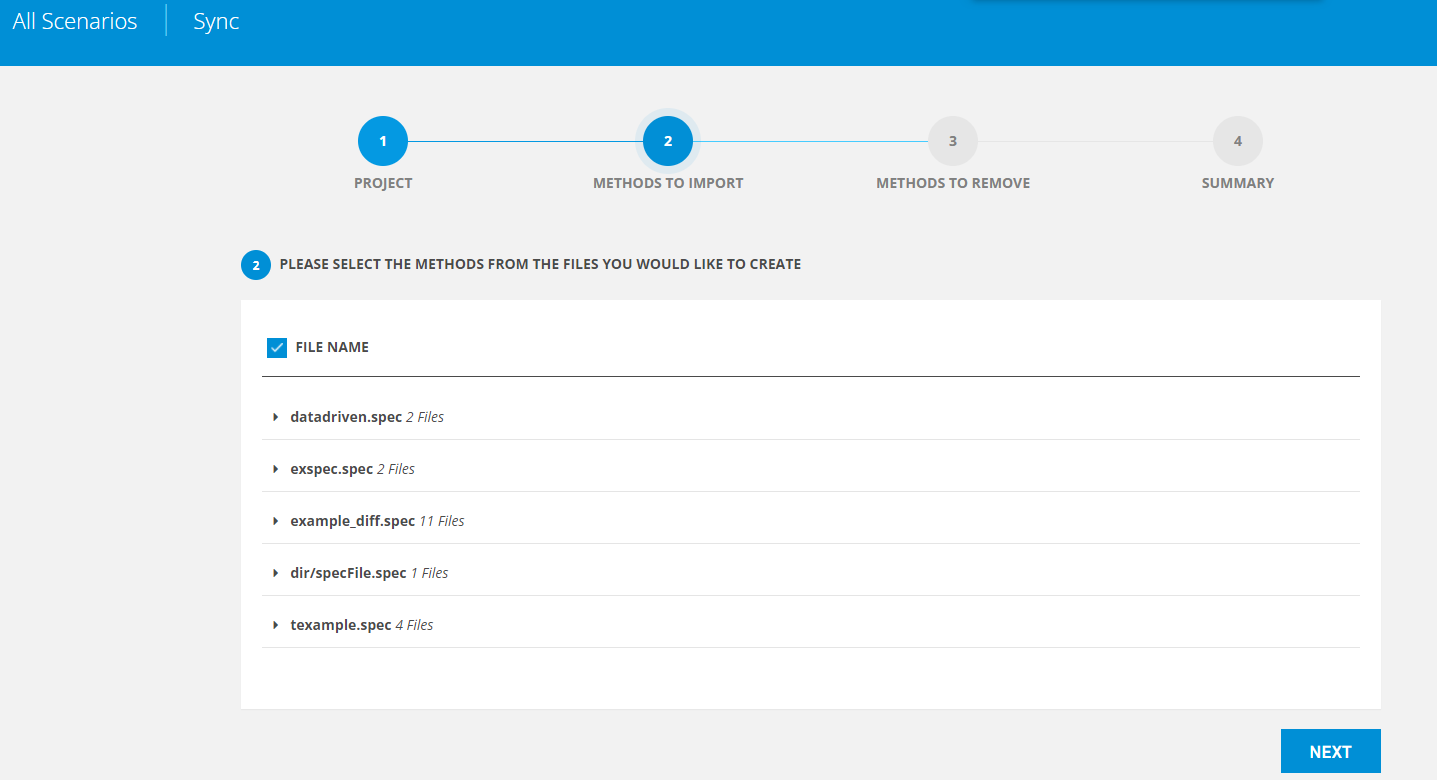 All Scenarios Sync
1 2 3 4
PROJECT METHODS TO IMPORT METHODS TO REMOVE SUMMARY
2 PLEASE SELECT THE METHODS FROM THE FILES YOU WOULD LIKE TO CREATE
FILE NAME
datadriven.spec 2 Files
exspec.spec 2 Files
example_diff.spec 11 Files
dir/specFile.spec 1 Files
texample.spec 4 Files
NEXT